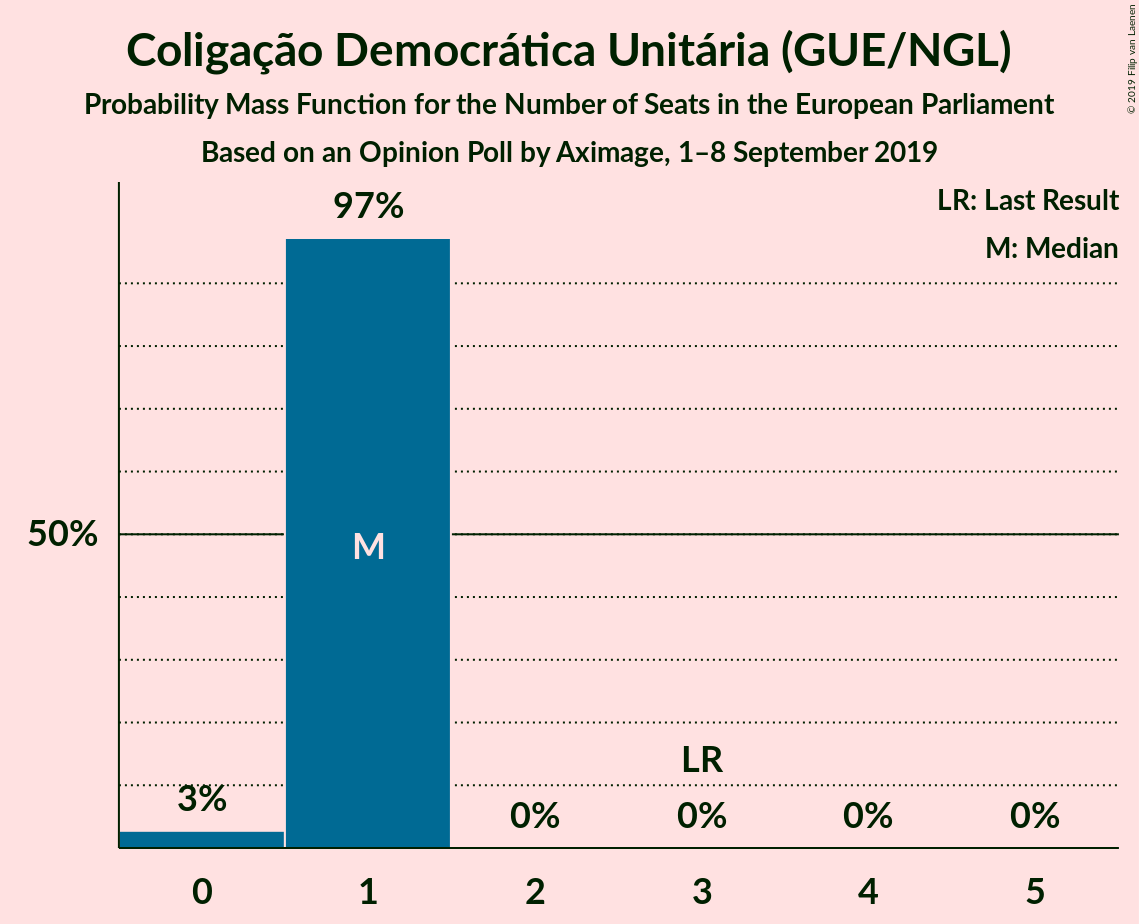 Coligação Democrática Unitária (GUE/NGL)
Probability Mass Function for the Number of Seats in the European Parliament
Based on an Opinion Poll by Aximage, 1–8 September 2019
© 2019 Filip van Laenen
LR: Last Result
M: Median
97%
50%
M
LR
3%
0% 0% 0% 0%
0 1 2 3 4 5